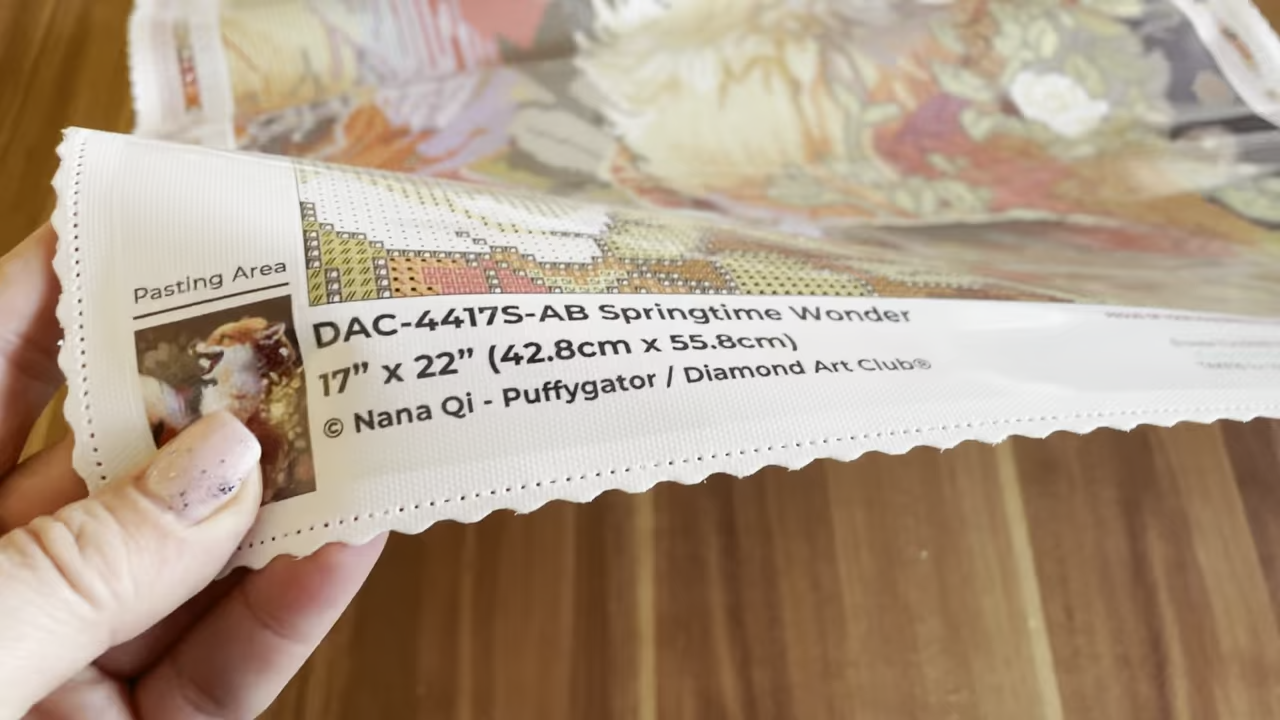 Pasting Area
DAC-4417S-AB Springtime Wonder
17” x 22” (42.8cm x 55.8cm)
© Nana Qi - Puffygator / Diamond Art Club®